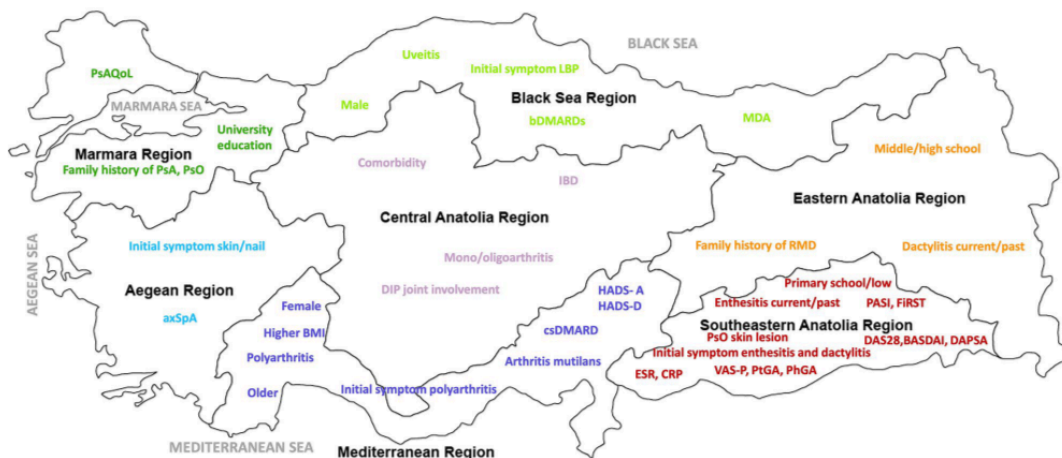 BLACK SEA
Uveitis
Initial symptom LBP
PsAQoL
MARMARA SEA
Male
Black Sea Region
bDMARDs
MDA
University
education
Marmara Region
Family history of PsA, PsO
Comorbidity
IBD
Middle/high school
Eastern Anatolia Region
Central Anatolia Region
AEGEAN SEA
Initial symptom skin/nail
Mono/oligoarthritis
Family history of RMD
Dactylitis current/past
Aegean Region
axSpA
DIP joint involvement
Female
Higher BMI
Polyarthritis
Older
HADS- A
HADS-D
csDMARD
Arthritis mutilans
Initial symptom polyarthritis
Primary school/low
Enthesitis current/past
PASI, FiRST
Southeastern Anatolia Region
PsO skin lesion
DAS28,BASDAI, DAPSA
Initial symptom enthesitis and dactylitis
ESR, CRP
VAS-P, PtGA, PhGA
MEDITERRANEAN SEA
Mediterranean Region